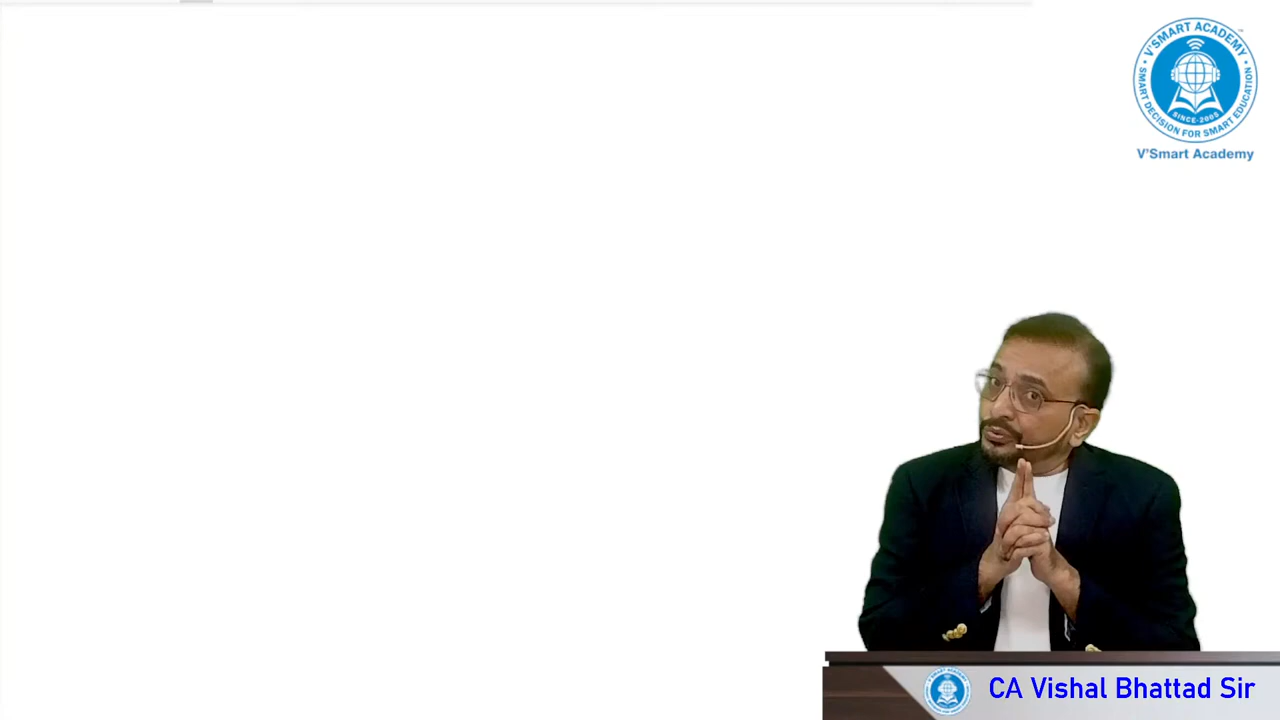 V'SMART ACADEMY
SMART DECISION FOR SMART EDUCATION
SINCE-2005
V'Smart Academy
CA Vishal Bhattad Sir